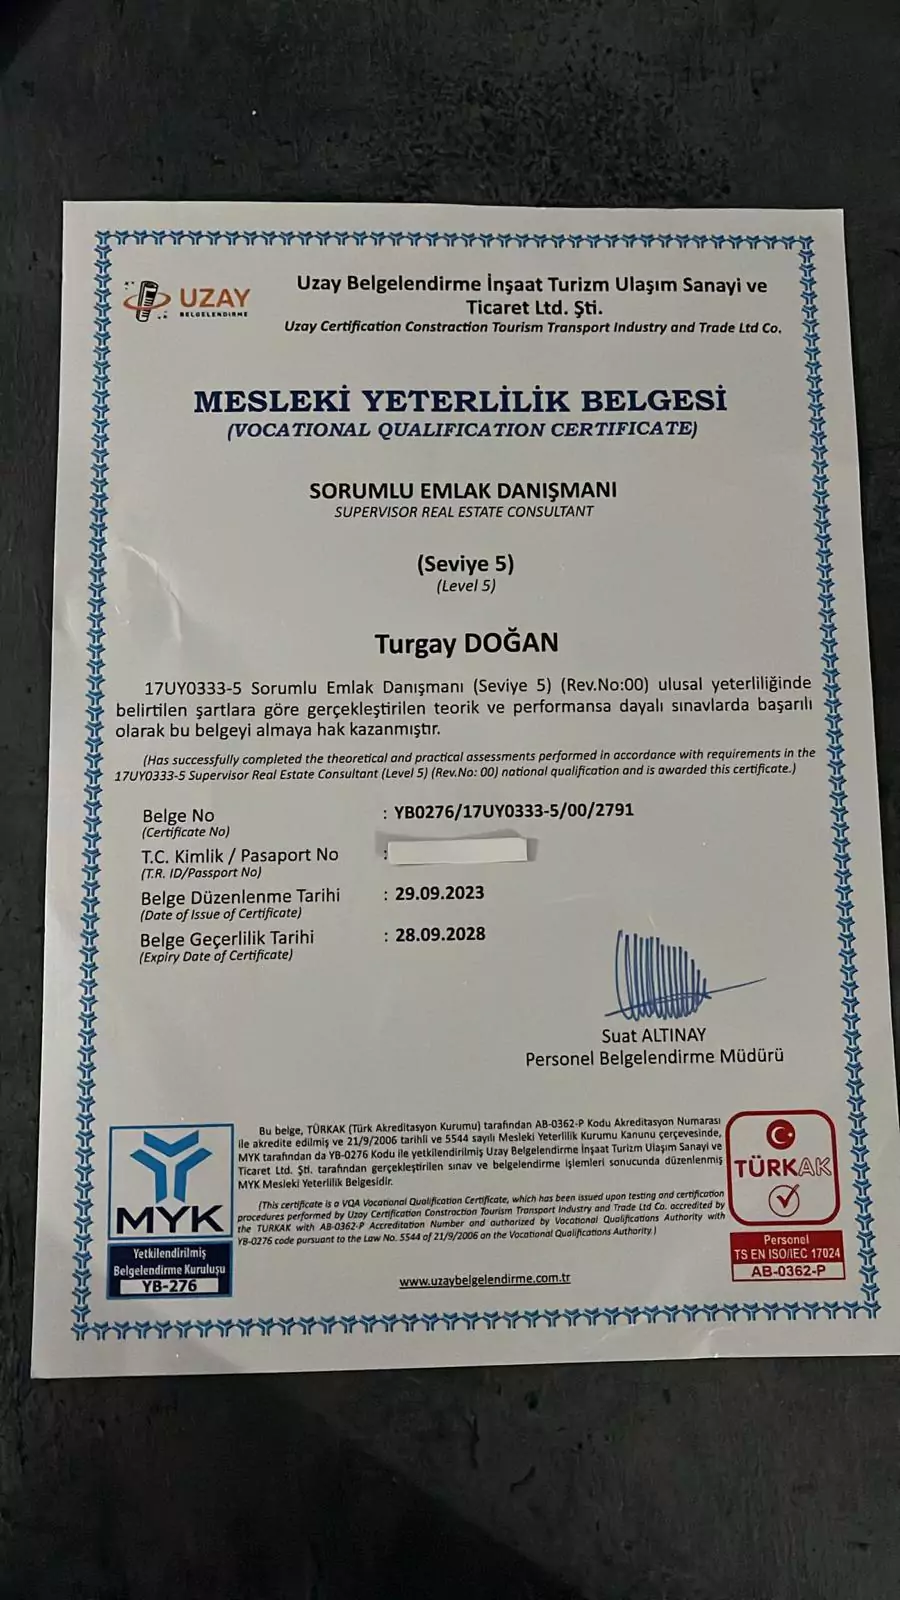 UZAY
BELGELENDİRME
Uzay Belgelendirme İnşaat Turizm Ulaşım Sanayi ve
Ticaret Ltd. Şti.
Uzay Certification Construction Tourism Transport Industry and Trade Ltd Co.
MESLEKİ YETERLİLİK BELGESİ
(VOCATIONAL QUALIFICATION CERTIFICATE)
SORUMLU EMLAK DANIŞMANI
SUPERVISOR REAL ESTATE CONSULTANT
(Seviye 5)
(Level 5)
Turgay DOĞAN
17UY0333-5 Sorumlu Emlak Danışmanı (Seviye 5) (Rev.No:00) ulusal yeterliliğinde
belirtilen şartlara göre gerçekleştirilen teorik ve performansa dayalı sınavlarda başarılı
olarak bu belgeyi almaya hak kazanmıştır.
(Has successfully completed the theoretical and practical assessments performed in accordance with requirements in the
17UY0333-5 Supervisor Real Estate Consultant (Level 5) (Rev.No: 00) national qualification and is awarded this certificate.)
Belge No : YB0276/17UY0333-5/00/2791
(Certificate No)
T.C. Kimlik / Pasaport No :
(T.R. ID/Passport No)
Belge Düzenlenme Tarihi : 29.09.2023
(Date of Issue of Certificate)
Belge Geçerlilik Tarihi : 28.09.2028
(Expiry Date of Certificate)
Suat ALTINAY
Personel Belgelendirme Müdürü
Bu belge, TÜRKAK (Türk Akreditasyon Kurumu) tarafından AB-0362-P Kodu Akreditasyon Numarası
ile akredite edilmiş ve 21/9/2006 tarihli ve 5544 sayılı Mesleki Yeterlilik Kurumu Kanunu çerçevesinde,
MYK tarafından da YB-0276 Kodu ile yetkilendirilmiş Uzay Belgelendirme İnşaat Turizm Ulaşım Sanayi ve
Ticaret Ltd. Şti. tarafından gerçekleştirilen sınav ve belgelendirme işlemleri sonucunda düzenlenmiş
MYK Mesleki Yeterlilik Belgesidir.
(This certificate is a VQA Vocational Qualification Certificate, which has been issued upon testing and certification
procedures performed by Uzay Certification Construction Tourism Transport Industry and Trade Ltd Co. accredited by
the TURKAK with AB-0362-P Accreditation Number and authorized by Vocational Qualifications Authority with
YB-0276 code pursuant to the Law No. 5544 of 21/9/2006 on the Vocational Qualifications Authority.)
MYK
Yetkilendirilmiş
Belgelendirme Kuruluşu
YB-276
TÜRKAK
Personel
TS EN ISO/IEC 17024
AB-0362-P
www.uzaybelgelendirme.com.tr